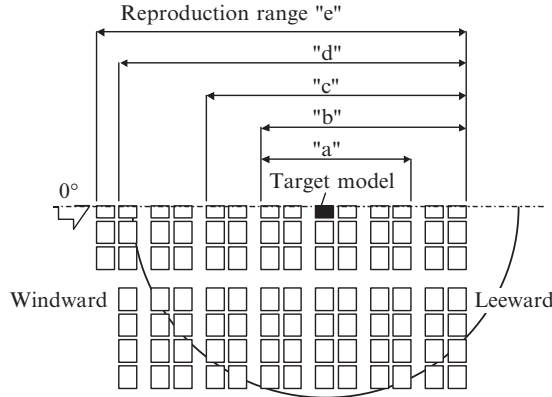 Reproduction range "e"
"d"
"c"
"b"
"a"
Target model
0°
Windward
Leeward